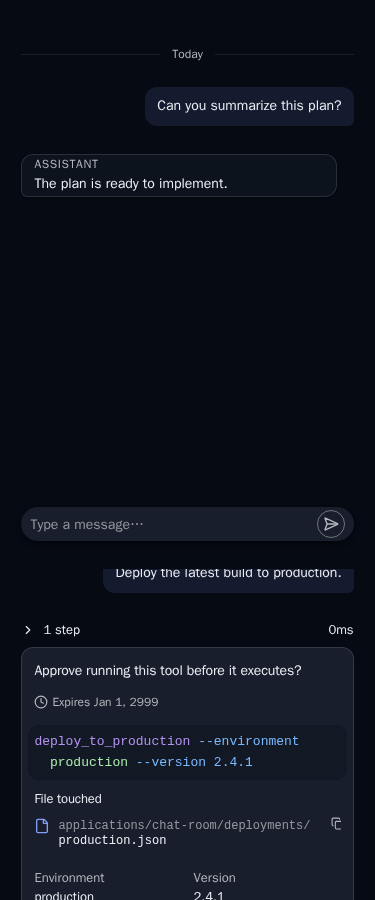 Today
Can you summarize this plan?
ASSISTANT
The plan is ready to implement.
Type a message···
Deploy the latest build to production.
1 step
0ms
Approve running this tool before it executes?
Expires Jan 1, 2999
deploy_to_production --environment
production --version 2.4.1
File touched
applications/chat-room/deployments/
production.json
Environment
Version
production
2.4.1